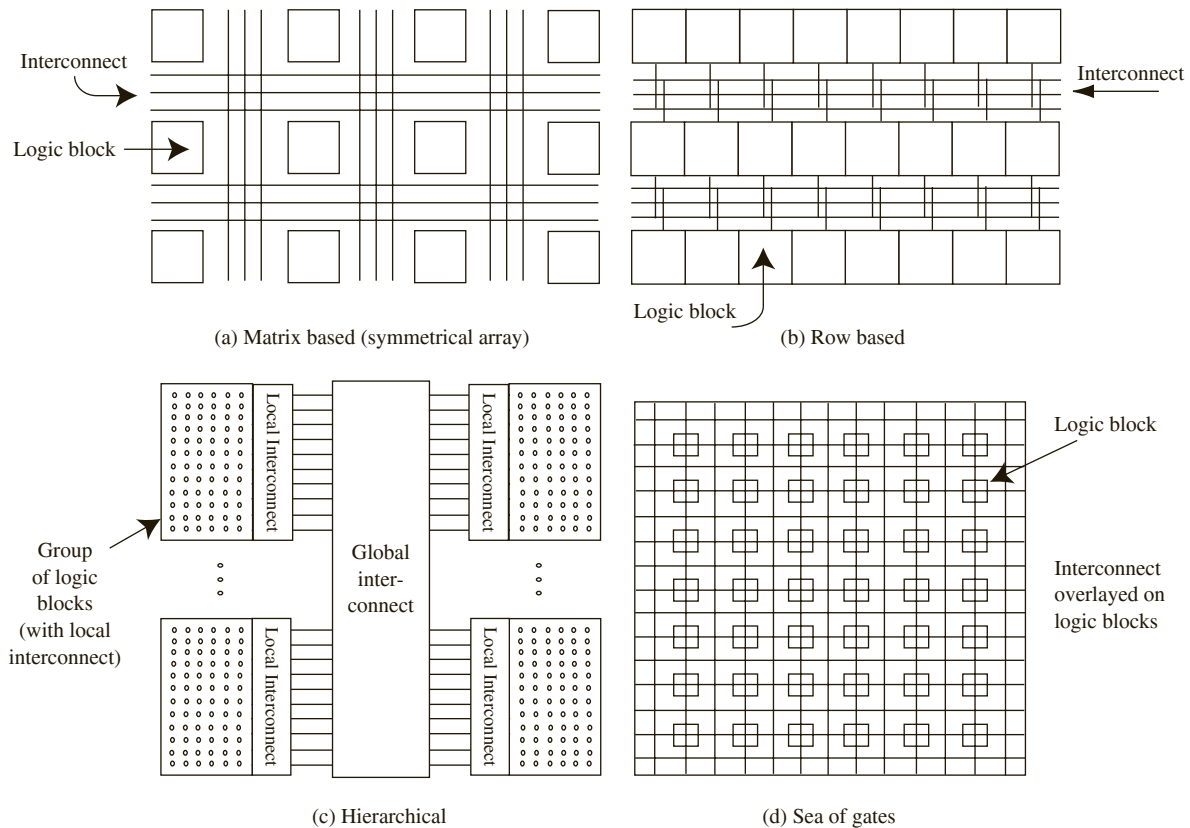 Interconnect
Logic block
(a) Matrix based (symmetrical array)
Interconnect
Logic block
(b) Row based
Local Interconnect
Local Interconnect
Group
of logic
blocks
(with local
interconnect)
Global
inter-
connect
Local Interconnect
Local Interconnect
(c) Hierarchical
Logic block
Interconnect
overlayed on
logic blocks
(d) Sea of gates